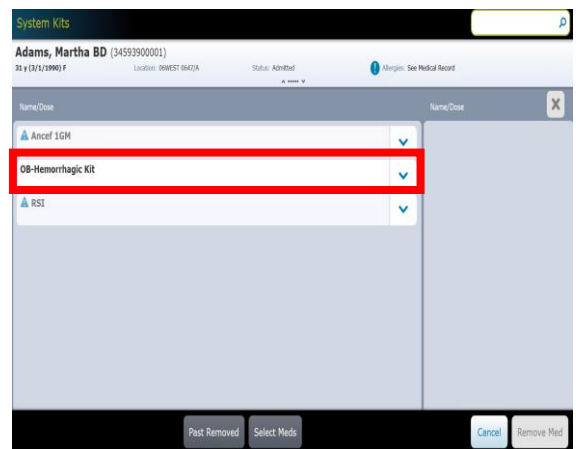 System Kits
Adams, Martha BD (34593900001)
31 y (3/1/1990) F Location: 06WEST 0647/A Status: Admitted Allergies: See Medical Record
Name/Dose Name/Dose
Ancef 1GM
OB-Hemorrhagic Kit
RSI
Past Removed Select Meds Cancel Remove Med